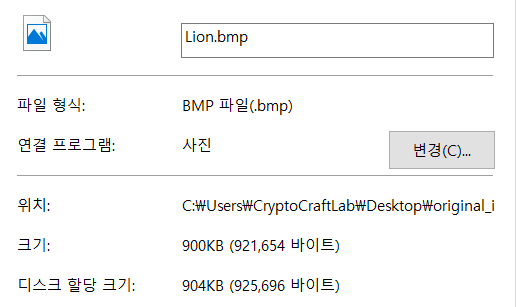 Lion.bmp
파일 형식: BMP 파일(.bmp)
연결 프로그램: 사진 변경(C)...
위치: C:₩Users₩CryptoCraftLab₩Desktop₩original_i
크기: 900KB (921,654 바이트)
디스크 할당 크기: 904KB (925,696 바이트)